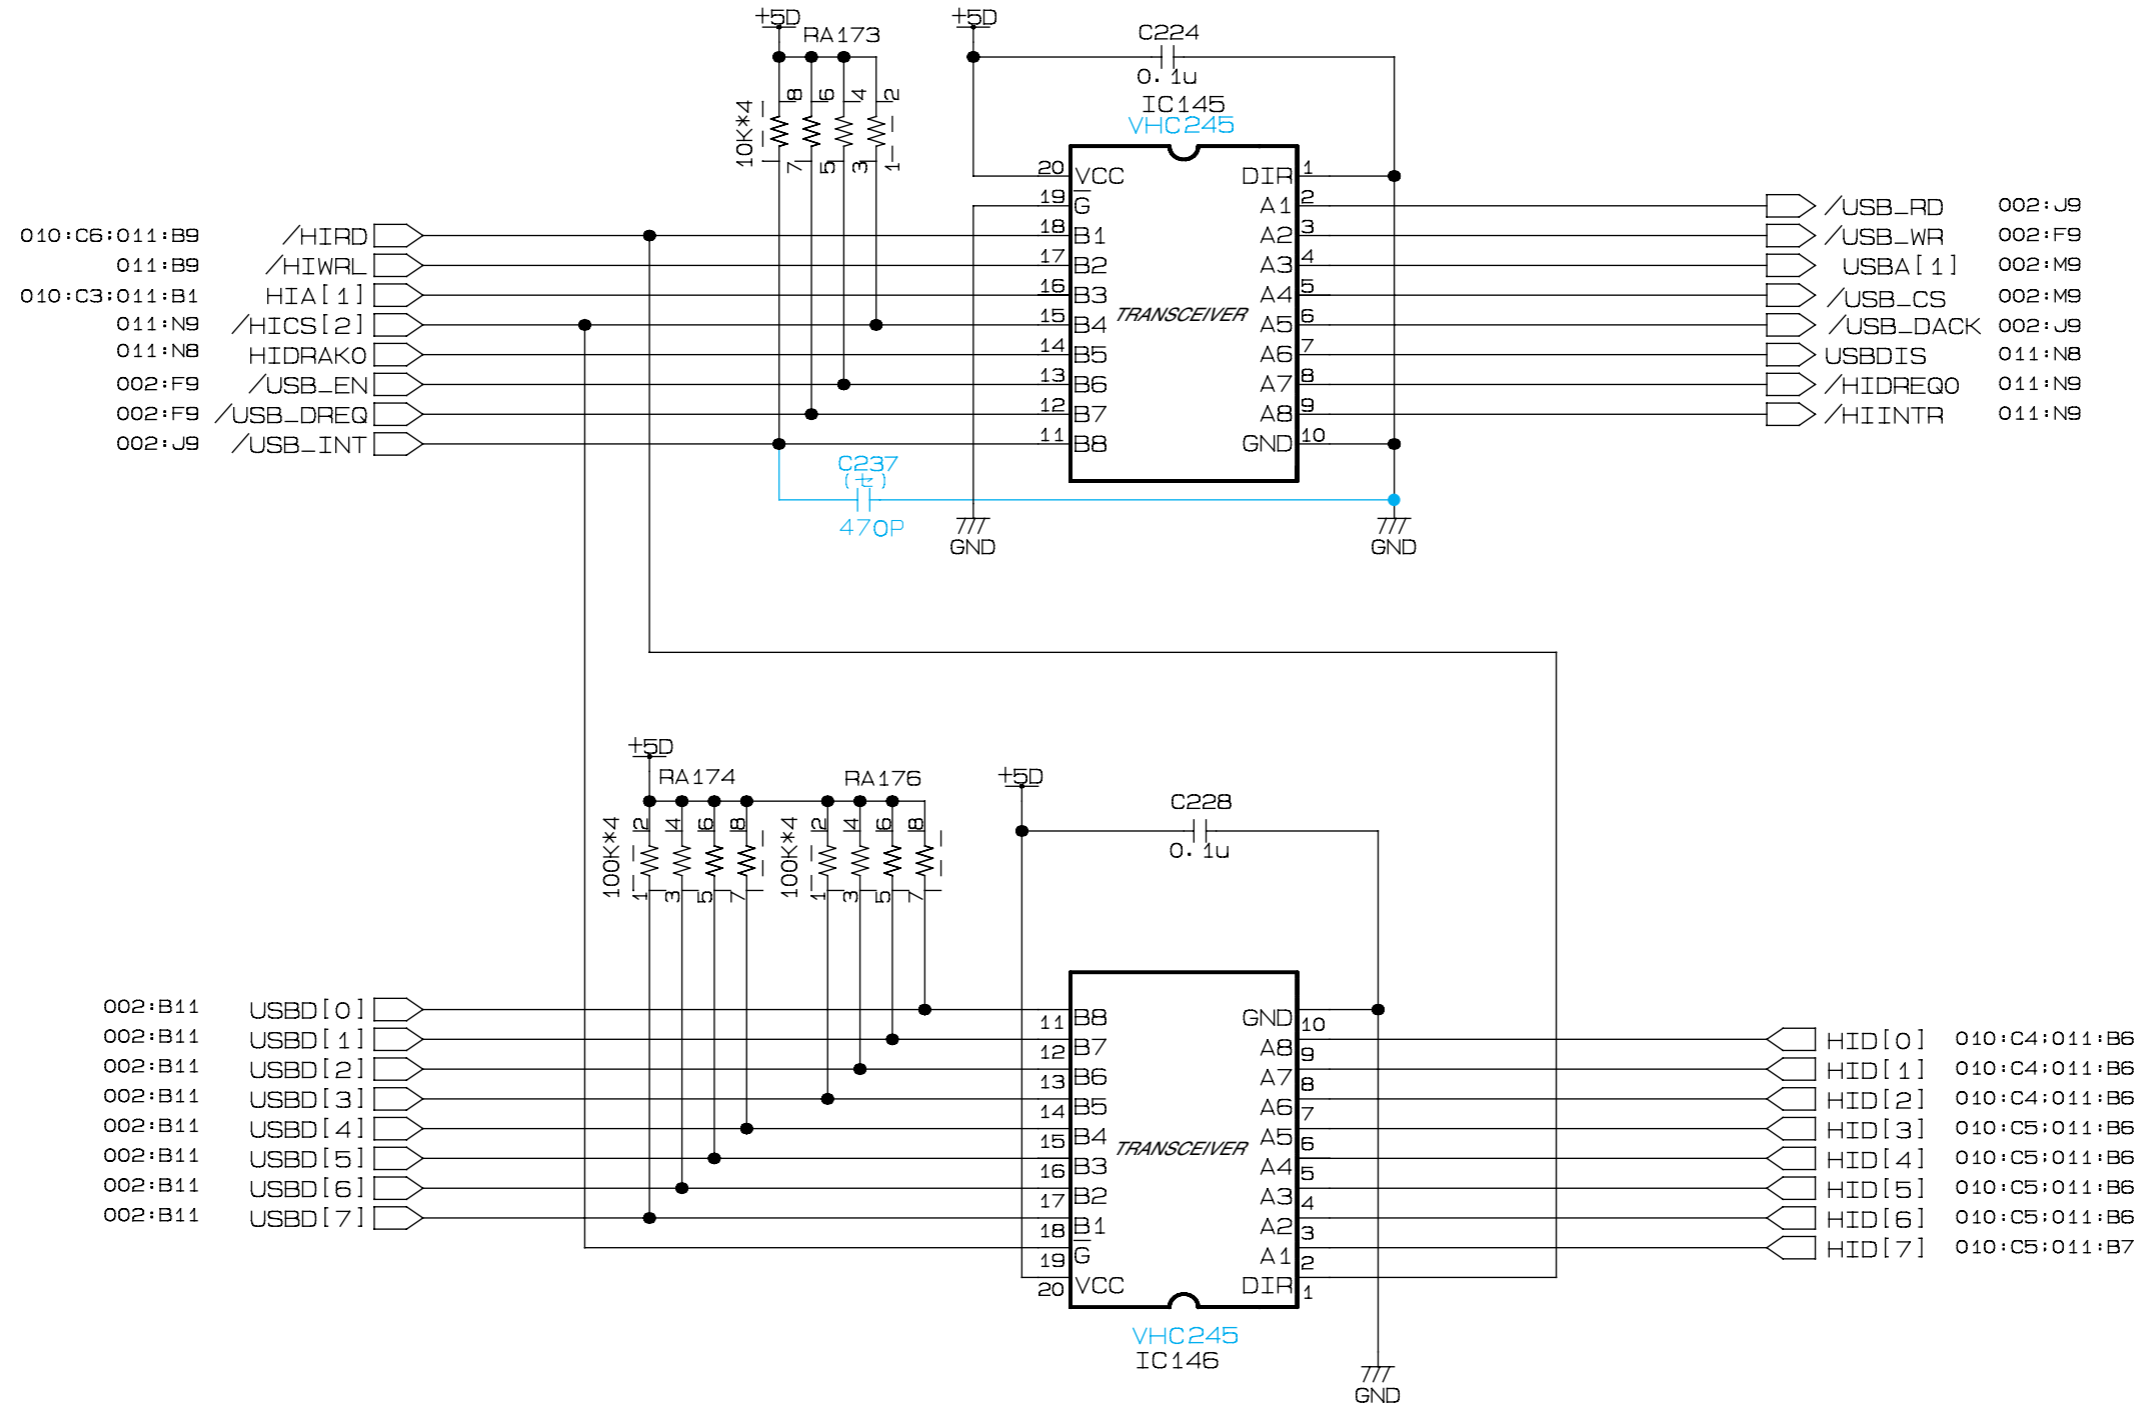 +5D
+5D
RA173
C224
0.1u
10K*4
8 6 4 2
7 5 3 1
IC145
VHC245
20 VCC DIR 1
19 G A1 2 /USB_RD 002:J9
010:C6;011:B9 /HIRD 18 B1 A2 3 /USB_WR 002:F9
011:B9 /HIWRL 17 B2 A3 4 USBA[1] 002:M9
010:C3;011:B1 HIA[1] 16 B3 A4 5 /USB_CS 002:M9
TRANSCEIVER
011:N9 /HICS[2] 15 B4 A5 6 /USB_DACK 002:J9
011:N8 HIDRAK0 14 B5 A6 7 USBDIS 011:N8
002:F9 /USB_EN 13 B6 A7 8 /HIDREQ0 011:N9
002:F9 /USB_DREQ 12 B7 A8 9 /HIINTR 011:N9
002:J9 /USB_INT 11 B8 GND 10
C237
(セ)
470P
GND
GND
+5D
RA174
RA176
+5D
C228
0.1u
100K*4
2 4 6 8
1 3 5 7
100K*4
2 4 6 8
1 3 5 7
002:B11 USBD[0] 11 B8 GND 10
002:B11 USBD[1] 12 B7 A8 9 HID[0] 010:C4;011:B6
002:B11 USBD[2] 13 B6 A7 8 HID[1] 010:C4;011:B6
002:B11 USBD[3] 14 B5 A6 7 HID[2] 010:C4;011:B6
002:B11 USBD[4] 15 B4 A5 6 HID[3] 010:C5;011:B6
TRANSCEIVER
002:B11 USBD[5] 16 B3 A4 5 HID[4] 010:C5;011:B6
002:B11 USBD[6] 17 B2 A3 4 HID[5] 010:C5;011:B6
002:B11 USBD[7] 18 B1 A2 3 HID[6] 010:C5;011:B6
19 G A1 2 HID[7] 010:C5;011:B7
20 VCC DIR 1
VHC245
IC146
GND